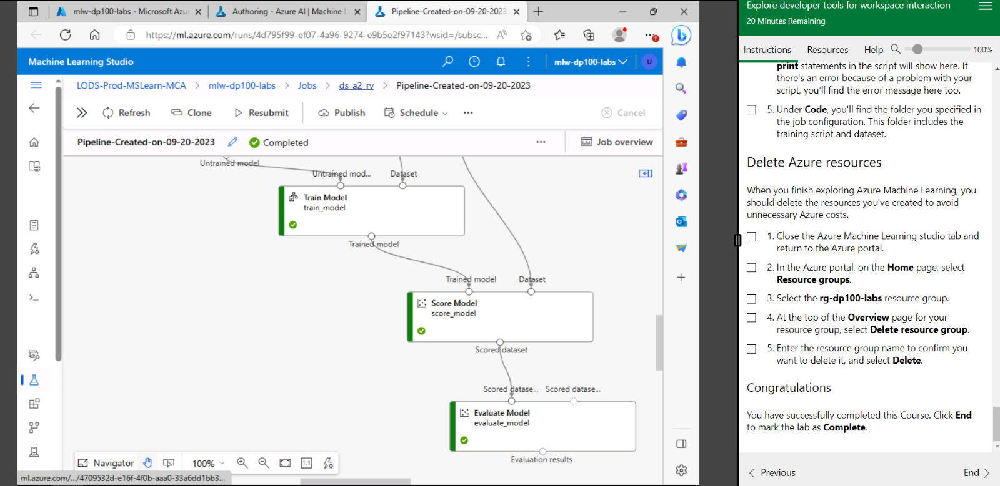 mlw-dp100-labs - Microsoft Azu
Authoring - Azure AI | Machine L
Pipeline-Created-on-09-20-2023
https://ml.azure.com/runs/4d795f99-ef07-4a96-9274-e9b5e2f97143?wsid=/subsc...
Machine Learning Studio
mlw-dp100-labs
U
LODS-Prod-MSLearn-MCA > mlw-dp100-labs > Jobs > ds_a2_rv > Pipeline-Created-on-09-20-2023
Refresh Clone Resubmit Publish Schedule ... Cancel
Pipeline-Created-on-09-20-2023 Completed ... Job overview
Untrained model
Untrained mod... Dataset
Train Model
train_model
Trained model
Trained model Dataset
Score Model
score_model
Scored dataset
Scored datase... Scored datase...
Evaluate Model
evaluate_model
Evaluation results
Navigator 100% 1:1
ml.azure.com/.../4709532d-e16f-4f0b-aaa0-33a6dd1bb3...
Explore developer tools for workspace interaction
20 Minutes Remaining
Instructions Resources Help 100%
print statements in the script will show here. If
there's an error because of a problem with your
script, you'll find the error message here too.
5. Under Code, you'll find the folder you specified in
the job configuration. This folder includes the
training script and dataset.
Delete Azure resources
When you finish exploring Azure Machine Learning, you
should delete the resources you've created to avoid
unnecessary Azure costs.
1. Close the Azure Machine Learning studio tab and
return to the Azure portal.
2. In the Azure portal, on the Home page, select
Resource groups.
3. Select the rg-dp100-labs resource group.
4. At the top of the Overview page for your
resource group, select Delete resource group.
5. Enter the resource group name to confirm you
want to delete it, and select Delete.
Congratulations
You have successfully completed this Course. Click End
to mark the lab as Complete.
< Previous End >